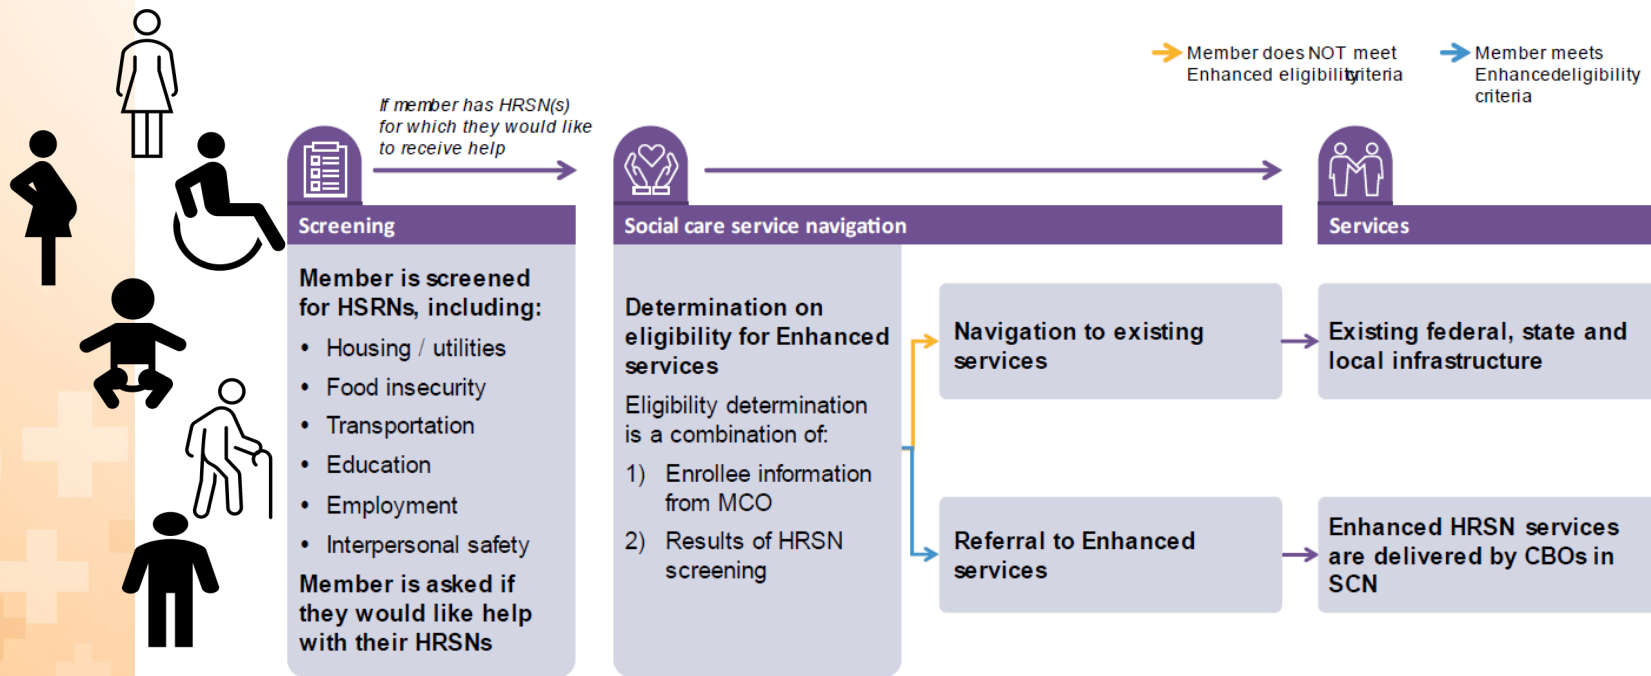 Member does NOT meet
Enhanced eligibility criteria
Member meets
Enhanced eligibility
criteria
If member has HRSN(s)
for which they would like
to receive help
Screening
Social care service navigation
Services
Member is screened
for HSRNs, including:
• Housing / utilities
• Food insecurity
• Transportation
• Education
• Employment
• Interpersonal safety
Member is asked if
they would like help
with their HRSNs
Determination on
eligibility for Enhanced
services
Eligibility determination
is a combination of:
1) Enrollee information
from MCO
2) Results of HRSN
screening
Navigation to existing
services
Existing federal, state and
local infrastructure
Referral to Enhanced
services
Enhanced HRSN services
are delivered by CBOs in
SCN